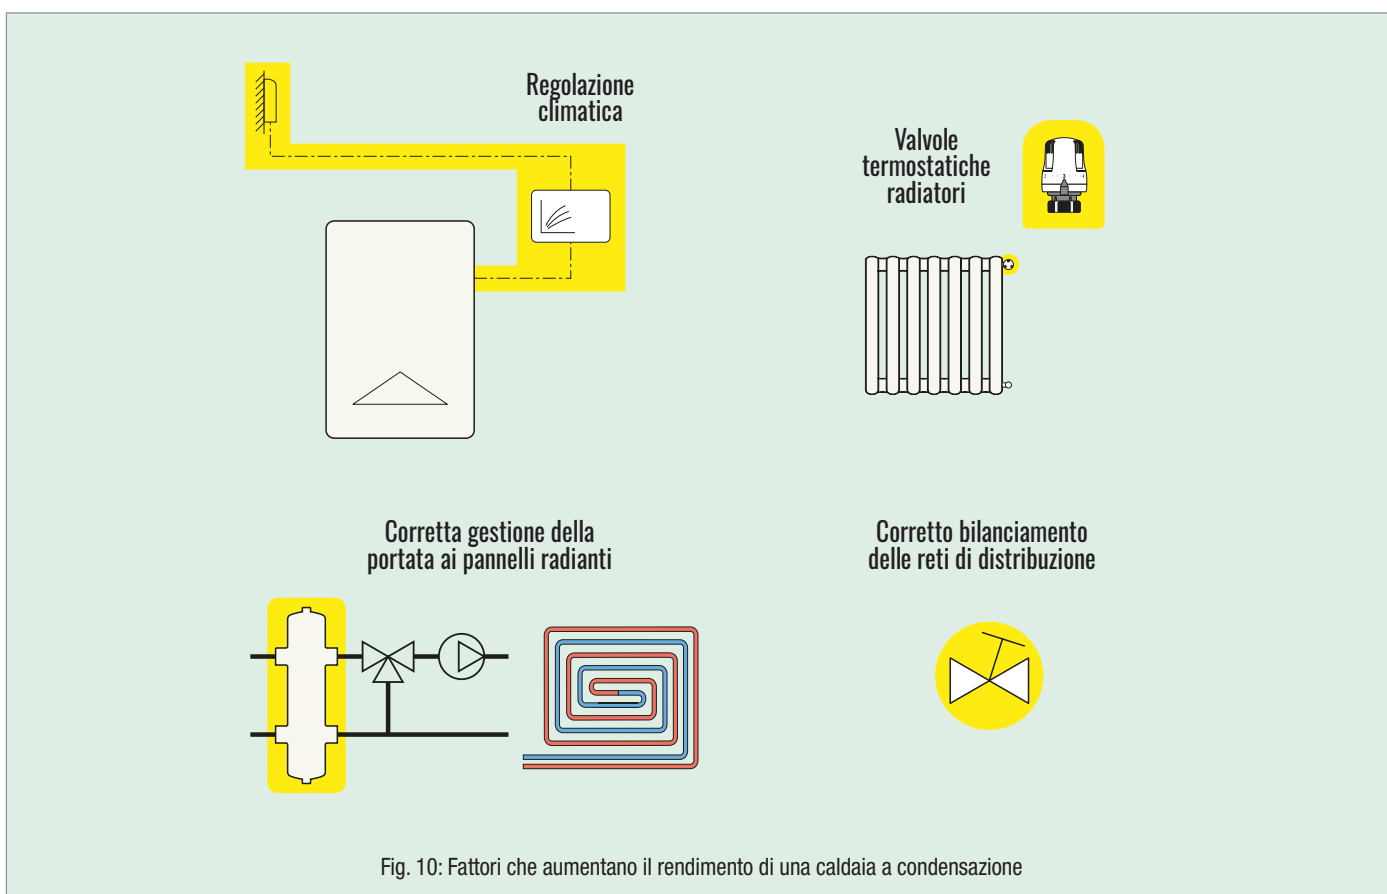 Regolazione
climatica
Valvole
termostatiche
radiatori
Corretta gestione della
portata ai pannelli radianti
Corretto bilanciamento
delle reti di distribuzione
Fig. 10: Fattori che aumentano il rendimento di una caldaia a condensazione